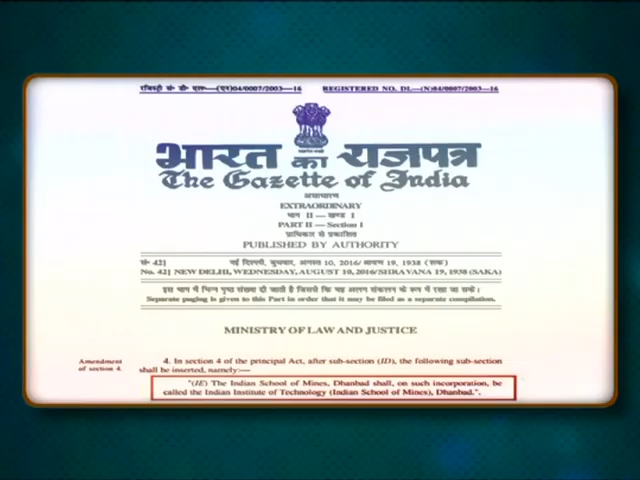 रजिस्ट्री सं॰ डी॰ एल॰—(एन)04/0007/2003—16 REGISTERED NO. DL—(N)04/0007/2003—16
भारत का राजपत्र
The Gazette of India
असाधारण
EXTRAORDINARY
भाग II — खण्ड 1
PART II — Section 1
प्राधिकार से प्रकाशित
PUBLISHED BY AUTHORITY
सं॰ 42] नई दिल्ली, बुधवार, अगस्त 10, 2016/ श्रावण 19, 1938 (शक)
No. 42] NEW DELHI, WEDNESDAY, AUGUST 10, 2016/SHRAVANA 19, 1938 (SAKA)
इस भाग में भिन्न पृष्ठ संख्या दी जाती है जिससे कि यह अलग संकलन के रूप में रखा जा सके।
Separate paging is given to this Part in order that it may be filed as a separate compilation.
MINISTRY OF LAW AND JUSTICE
Amendment of section 4.
4. In section 4 of the principal Act, after sub-section (ID), the following sub-section
shall be inserted, namely:—
"(IE) The Indian School of Mines, Dhanbad shall, on such incorporation, be
called the Indian Institute of Technology (Indian School of Mines), Dhanbad.".